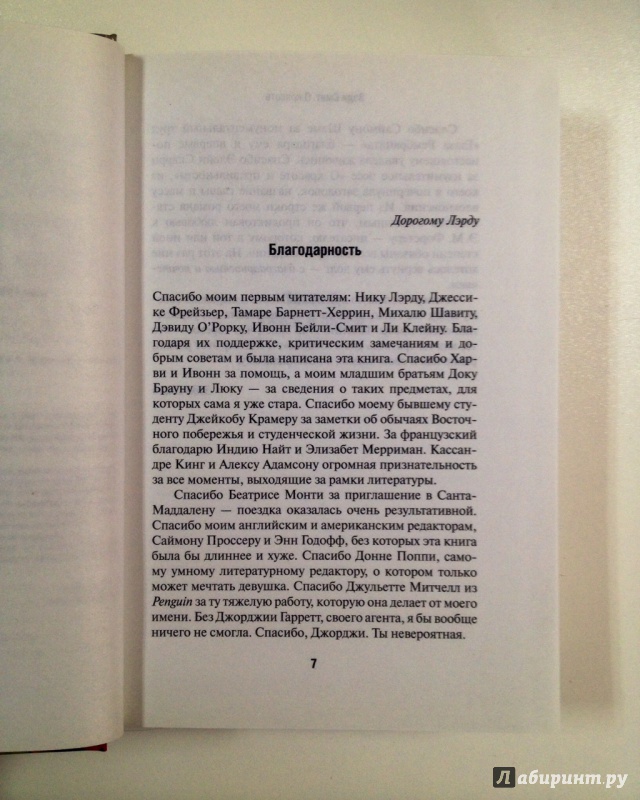 Дорогому Лэрду
Благодарность
Спасибо моим первым читателям: Нику Лэрду, Джесси-
ке Фрейзьер, Тамаре Барнетт-Херрин, Михалю Шавиту,
Дэвиду О’Рорку, Ивонн Бейли-Смит и Ли Клейну. Бла-
годаря их поддержке, критическим замечаниям и до-
брым советам и была написана эта книга. Спасибо Хар-
ви и Ивонн за помощь, а моим младшим братьям Доку
Брауну и Люку — за сведения о таких предметах, для
которых сама я уже стара. Спасибо моему бывшему сту-
денту Джейкобу Крамеру за заметки об обычаях Восточ-
ного побережья и студенческой жизни. За французский
благодарю Индию Найт и Элизабет Мерриман. Кассан-
дре Кинг и Алексу Адамсону огромная признательность
за все моменты, выходящие за рамки литературы.
Спасибо Беатрисе Монти за приглашение в Санта-
Маддалену — поездка оказалась очень результативной.
Спасибо моим английским и американским редакторам,
Саймону Проссеру и Энн Годофф, без которых эта книга
была бы длиннее и хуже. Спасибо Донне Поппи, само-
му умному литературному редактору, о котором только
может мечтать девушка. Спасибо Джульетте Митчелл из
Penguin за ту тяжелую работу, которую она делает от моего
имени. Без Джорджии Гарретт, своего агента, я бы вообще
ничего не смогла. Спасибо, Джорджи. Ты невероятная.
7
Лабиринт.ру